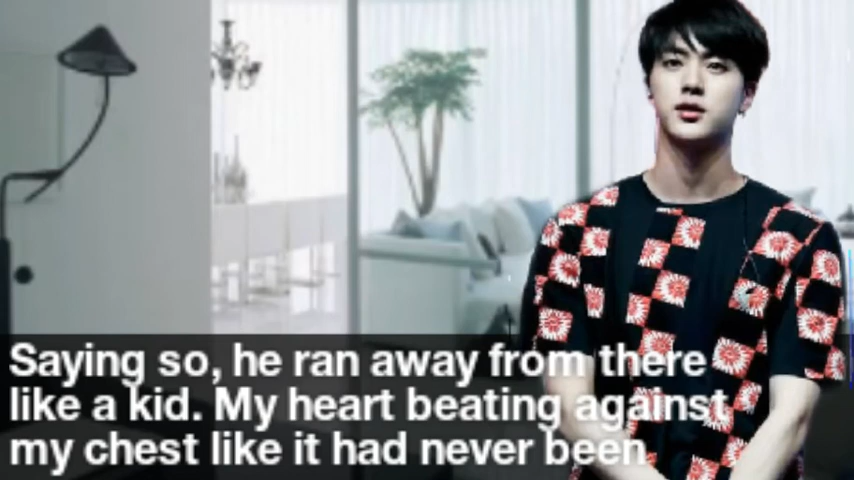 Saying so, he ran away from there
like a kid. My heart beating against
my chest like it had never been